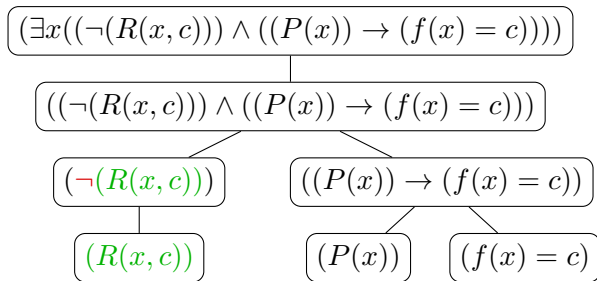 (∃x((¬(R(x, c))) ∧ ((P(x)) → (f(x) = c))))
((¬(R(x, c))) ∧ ((P(x)) → (f(x) = c)))
(¬(R(x, c))) ((P(x)) → (f(x) = c))
(R(x, c)) (P(x)) (f(x) = c)